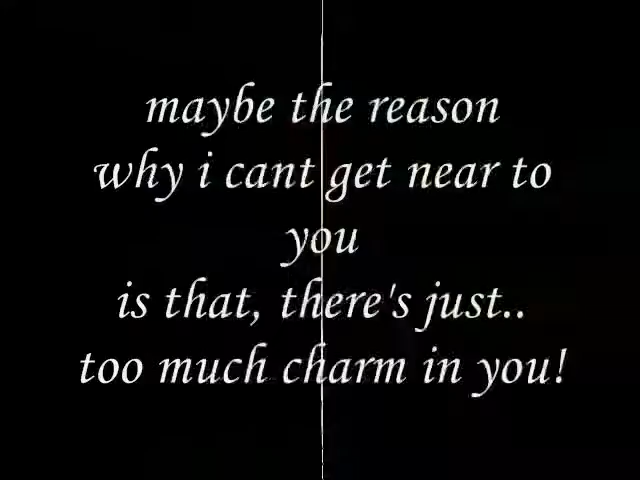 maybe the reason
why i cant get near to
you
is that, there's just..
too much charm in you!